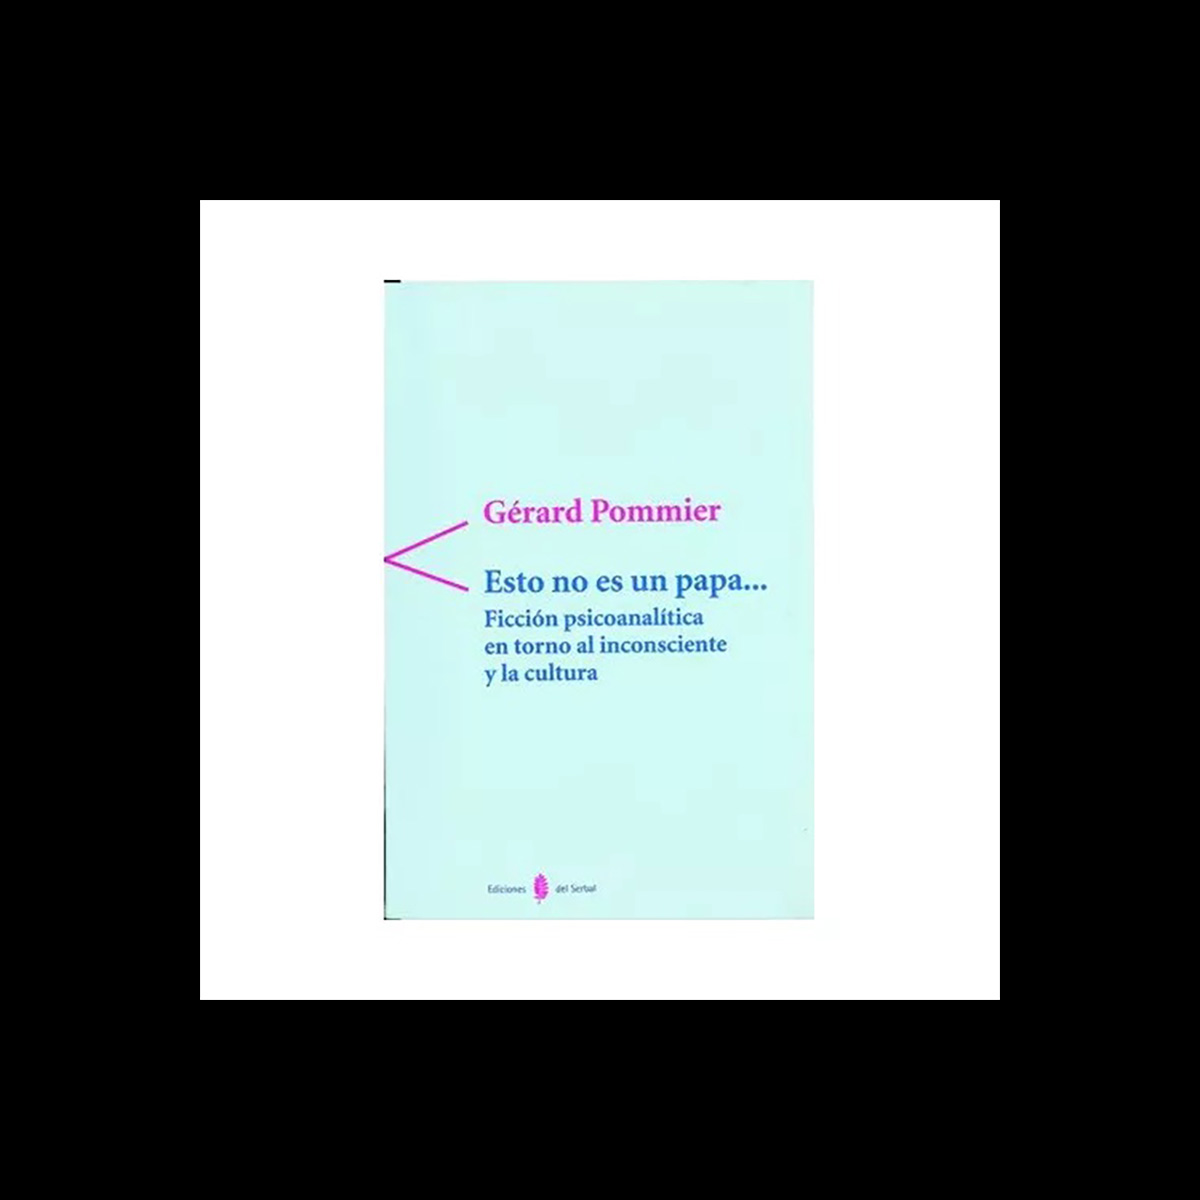 Gérard Pommier
Esto no es un papa...
Ficción psicoanalítica
en torno al inconsciente
y la cultura
Ediciones del Serbal